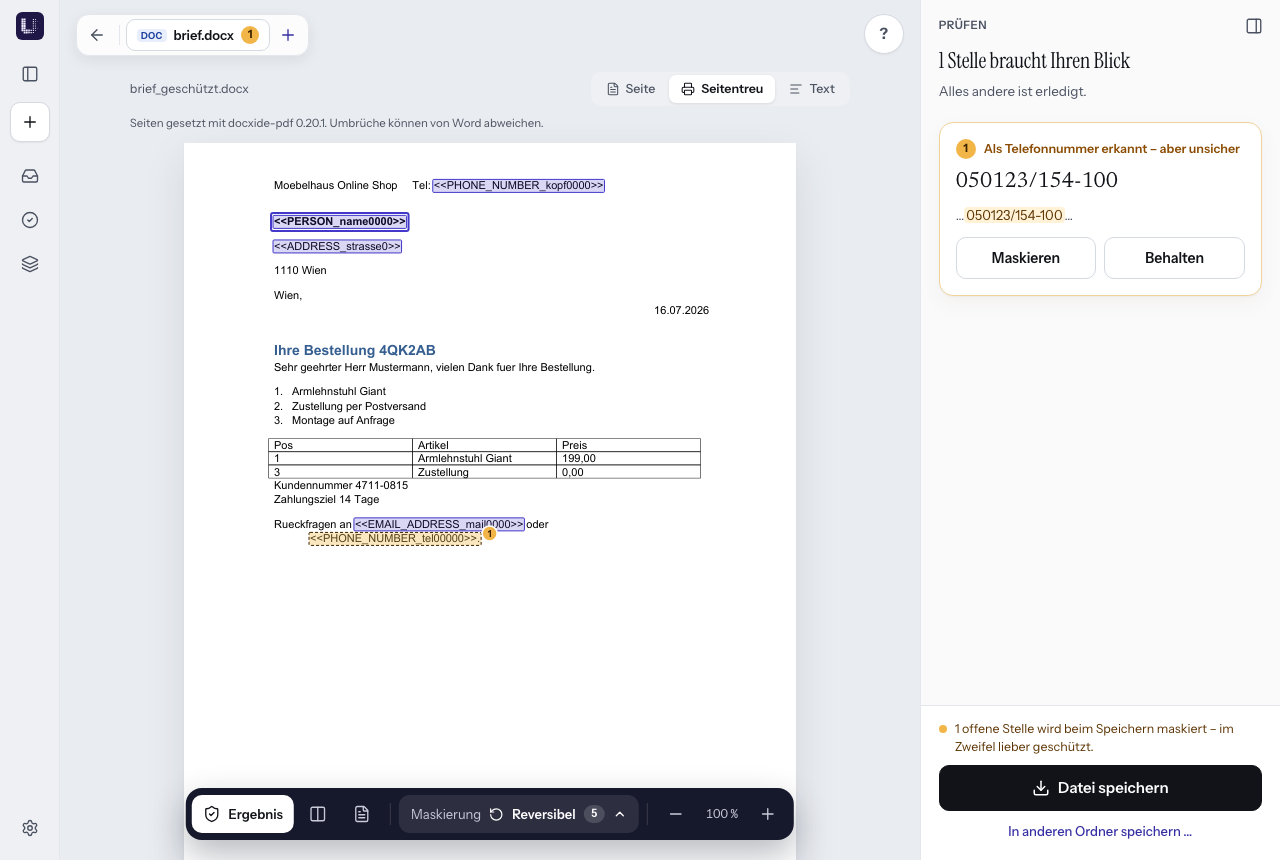 DOC brief.docx 1
?
brief_geschützt.docx
Seite Seitentreu Text
Seiten gesetzt mit docxide-pdf 0.20.1. Umbrüche können von Word abweichen.
Moebelhaus Online Shop Tel: <<PHONE_NUMBER_kopf0000>>
<<PERSON_name0000>>
<<ADDRESS_strasse0>>
1110 Wien
Wien,
16.07.2026
Ihre Bestellung 4QK2AB
Sehr geehrter Herr Mustermann, vielen Dank fuer Ihre Bestellung.
1. Armlehnstuhl Giant
2. Zustellung per Postversand
3. Montage auf Anfrage
Pos Artikel Preis
1 Armlehnstuhl Giant 199,00
3 Zustellung 0,00
Kundennummer 4711-0815
Zahlungsziel 14 Tage
Rueckfragen an <<EMAIL_ADDRESS_mail0000>> oder
<<PHONE_NUMBER_tel00000>>. 1
Ergebnis Maskierung Reversibel 5 100 %
PRÜFEN
1 Stelle braucht Ihren Blick
Alles andere ist erledigt.
1 Als Telefonnummer erkannt – aber unsicher
050123/154-100
… 050123/154-100 …
Maskieren Behalten
1 offene Stelle wird beim Speichern maskiert – im
Zweifel lieber geschützt.
Datei speichern
In anderen Ordner speichern …